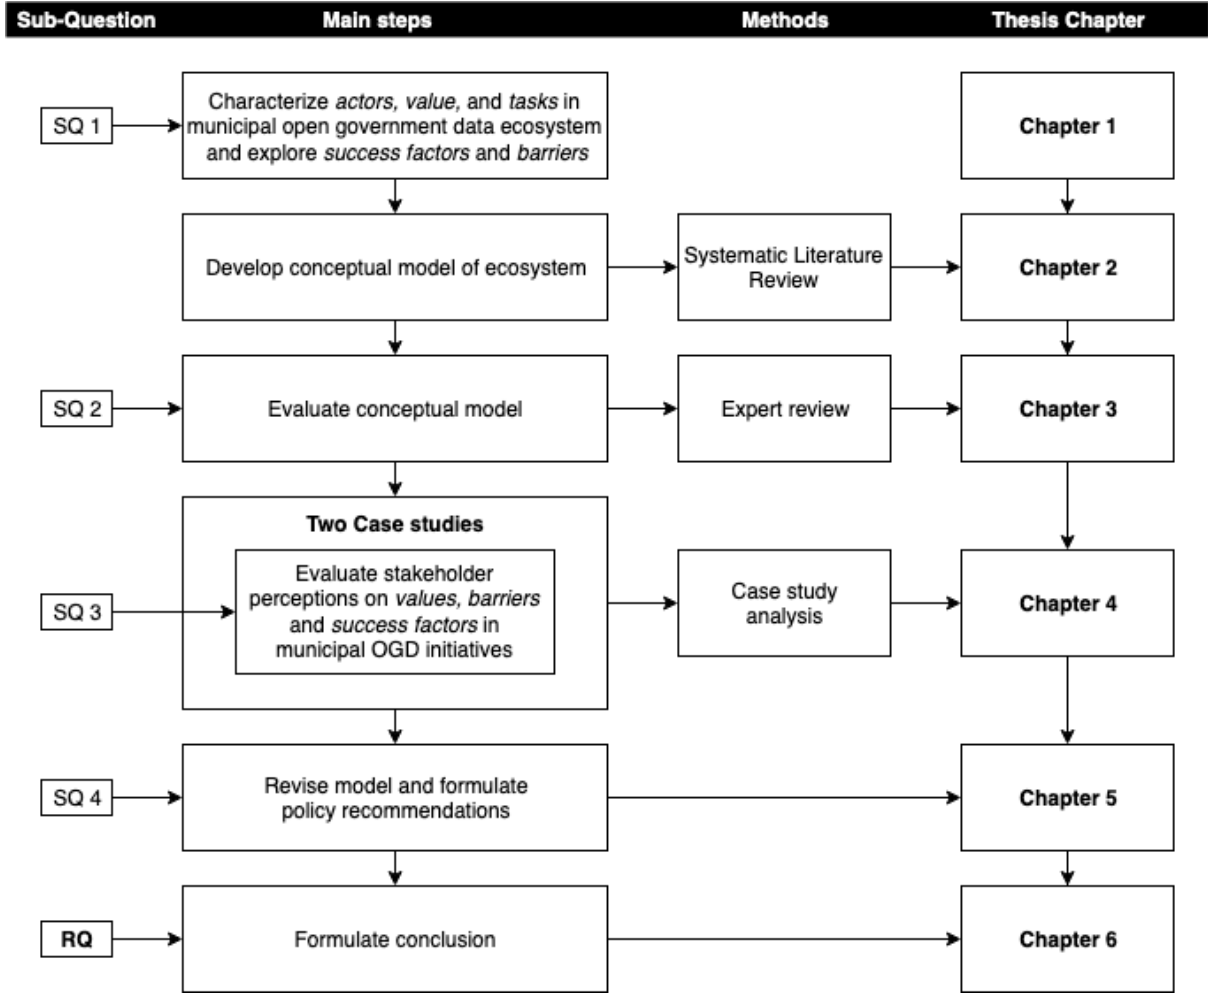 Sub-Question Main steps Methods Thesis Chapter
SQ 1
Characterize actors, value, and tasks in
municipal open government data ecosystem
and explore success factors and barriers
Chapter 1
Develop conceptual model of ecosystem
Systematic Literature
Review
Chapter 2
SQ 2
Evaluate conceptual model
Expert review
Chapter 3
Two Case studies
SQ 3
Evaluate stakeholder
perceptions on values, barriers
and success factors in
municipal OGD initiatives
Case study
analysis
Chapter 4
SQ 4
Revise model and formulate
policy recommendations
Chapter 5
RQ
Formulate conclusion
Chapter 6